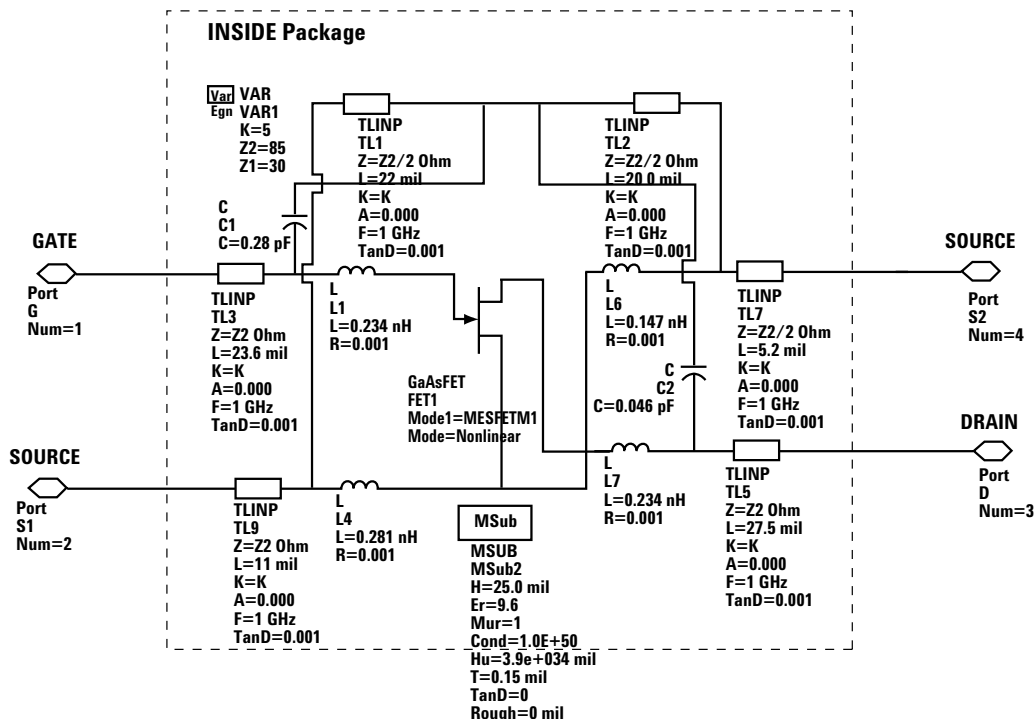 INSIDE Package
Var
Egn
VAR
VAR1
K=5
Z2=85
Z1=30
TLINP
TL1
Z=Z2/2 Ohm
L=22 mil
K=K
A=0.000
F=1 GHz
TanD=0.001
TLINP
TL2
Z=Z2/2 Ohm
L=20.0 mil
K=K
A=0.000
F=1 GHz
TanD=0.001
C
C1
C=0.28 pF
GATE
Port
G
Num=1
TLINP
TL3
Z=Z2 Ohm
L=23.6 mil
K=K
A=0.000
F=1 GHz
TanD=0.001
L
L1
L=0.234 nH
R=0.001
GaAsFET
FET1
Mode1=MESFETM1
Mode=Nonlinear
L
L6
L=0.147 nH
R=0.001
C
C2
C=0.046 pF
TLINP
TL7
Z=Z2/2 Ohm
L=5.2 mil
K=K
A=0.000
F=1 GHz
TanD=0.001
SOURCE
Port
S2
Num=4
SOURCE
Port
S1
Num=2
TLINP
TL9
Z=Z2 Ohm
L=11 mil
K=K
A=0.000
F=1 GHz
TanD=0.001
L
L4
L=0.281 nH
R=0.001
MSub
MSUB
MSub2
H=25.0 mil
Er=9.6
Mur=1
Cond=1.0E+50
Hu=3.9e+034 mil
T=0.15 mil
TanD=0
Rough=0 mil
L
L7
L=0.234 nH
R=0.001
TLINP
TL5
Z=Z2 Ohm
L=27.5 mil
K=K
A=0.000
F=1 GHz
TanD=0.001
DRAIN
Port
D
Num=3